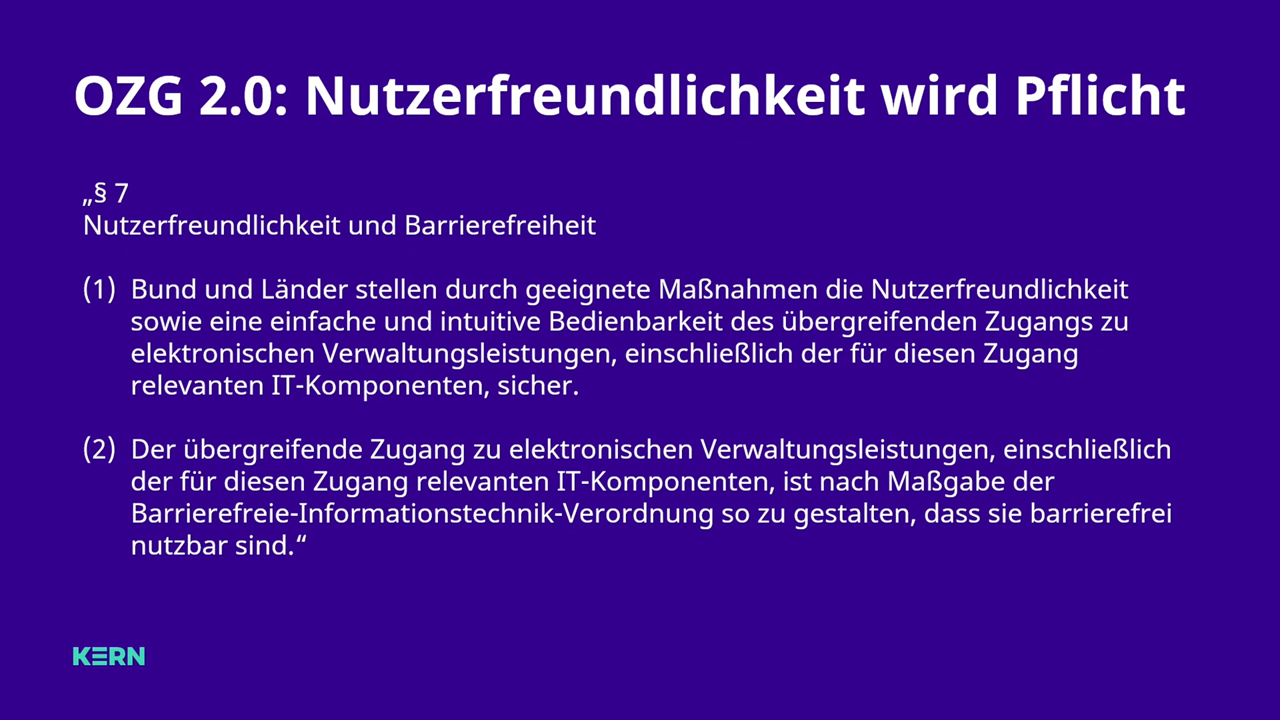 OZG 2.0: Nutzerfreundlichkeit wird Pflicht
„§ 7
Nutzerfreundlichkeit und Barrierefreiheit
(1) Bund und Länder stellen durch geeignete Maßnahmen die Nutzerfreundlichkeit
sowie eine einfache und intuitive Bedienbarkeit des übergreifenden Zugangs zu
elektronischen Verwaltungsleistungen, einschließlich der für diesen Zugang
relevanten IT-Komponenten, sicher.
(2) Der übergreifende Zugang zu elektronischen Verwaltungsleistungen, einschließlich
der für diesen Zugang relevanten IT-Komponenten, ist nach Maßgabe der
Barrierefreie-Informationstechnik-Verordnung so zu gestalten, dass sie barrierefrei
nutzbar sind.“
KERN